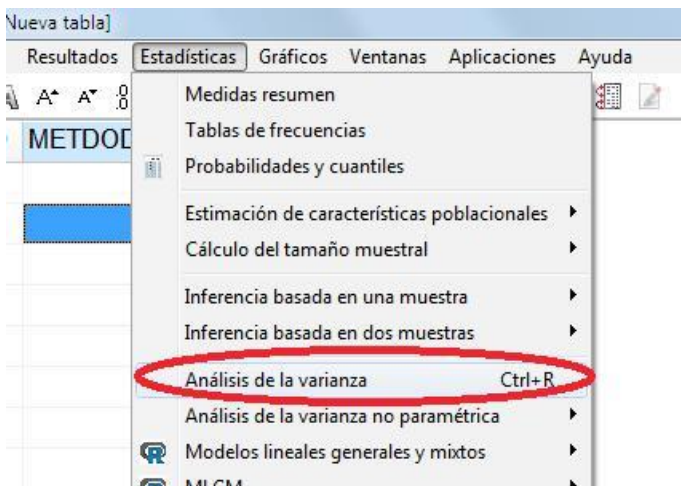 Nueva tabla]
Resultados Estadísticas Gráficos Ventanas Aplicaciones Ayuda
METDOD
Medidas resumen
Tablas de frecuencias
Probabilidades y cuantiles
Estimación de características poblacionales
Cálculo del tamaño muestral
Inferencia basada en una muestra
Inferencia basada en dos muestras
Análisis de la varianza Ctrl+R
Análisis de la varianza no paramétrica
Modelos lineales generales y mixtos